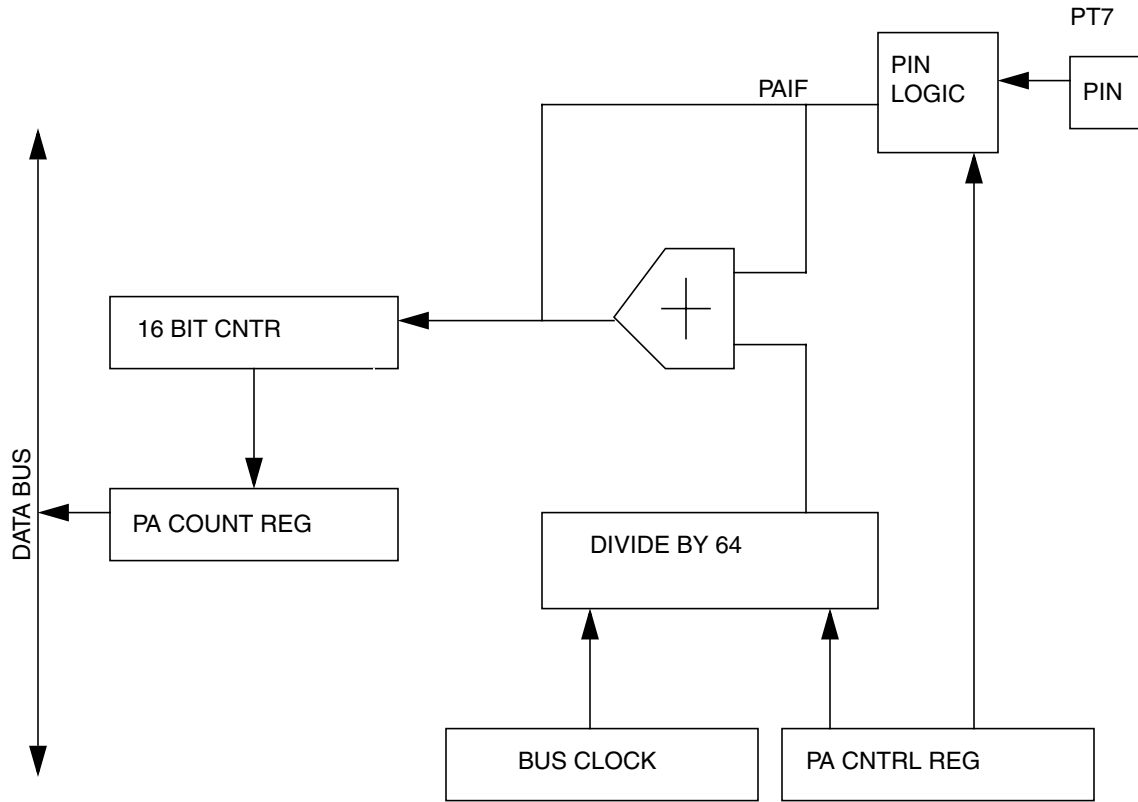 PT7
PIN
LOGIC
PIN
PAIF
16 BIT CNTR
DATA BUS
PA COUNT REG
DIVIDE BY 64
BUS CLOCK
PA CNTRL REG